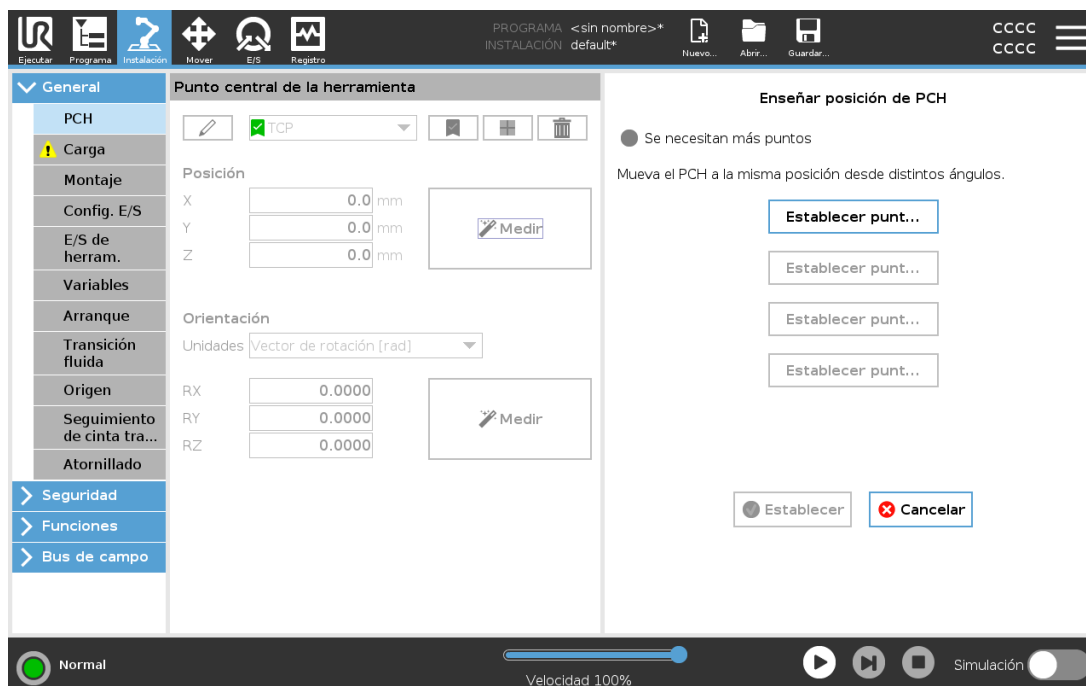 PROGRAMA <sin nombre>*
INSTALACIÓN default*
CCCC
CCCC
Ejecutar Programa Instalación Mover E/S Registro Nuevo... Abrir... Guardar...
General
PCH
Carga
Montaje
Config. E/S
E/S de
herram.
Variables
Arranque
Transición
fluida
Origen
Seguimiento
de cinta tra...
Atornillado
Seguridad
Funciones
Bus de campo
Punto central de la herramienta
TCP
Posición
X 0.0 mm
Y 0.0 mm
Z 0.0 mm
Medir
Orientación
Unidades Vector de rotación [rad]
RX 0.0000
RY 0.0000
RZ 0.0000
Medir
Enseñar posición de PCH
Se necesitan más puntos
Mueva el PCH a la misma posición desde distintos ángulos.
Establecer punt...
Establecer punt...
Establecer punt...
Establecer punt...
Establecer Cancelar
Normal
Velocidad 100%
Simulación